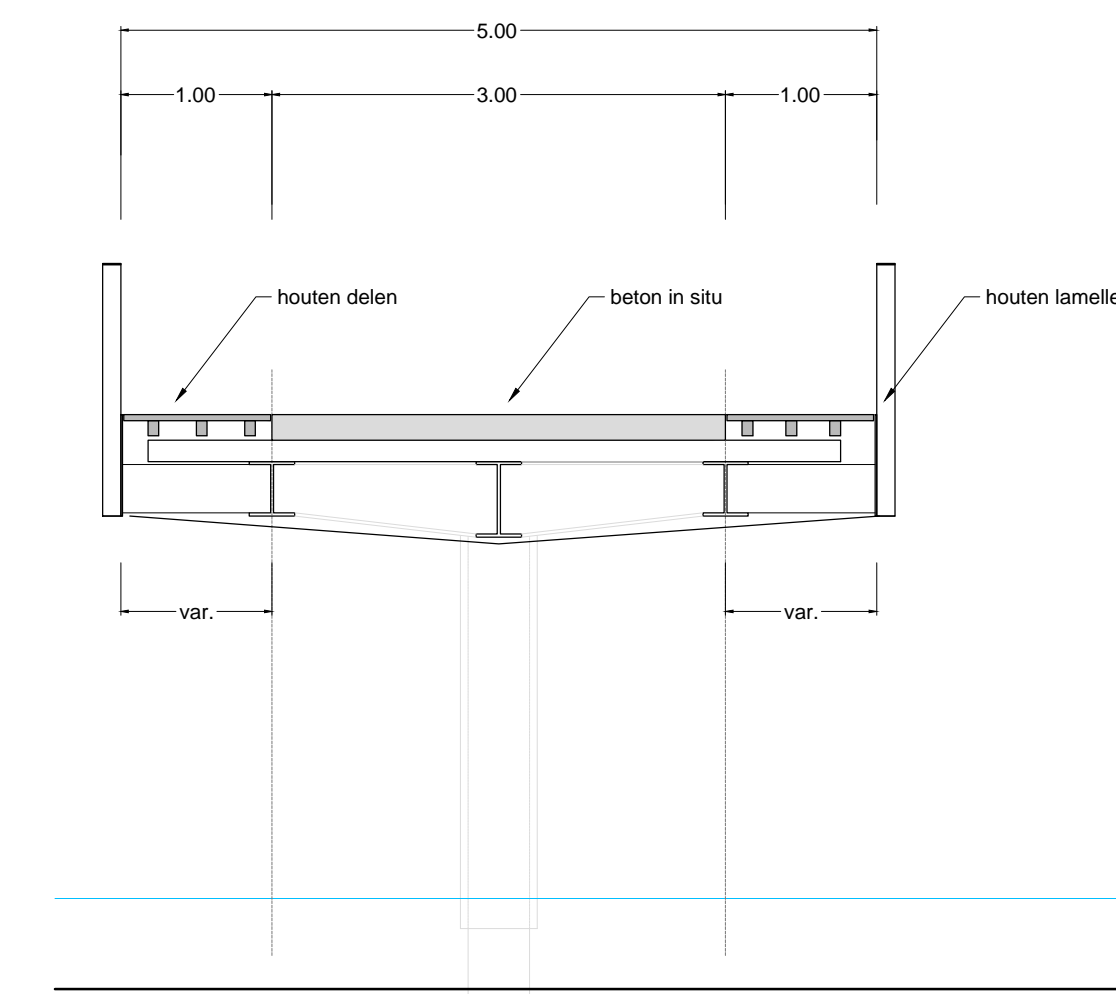 5.00
1.00 3.00 1.00
houten delen beton in situ houten lamelle
var. var.